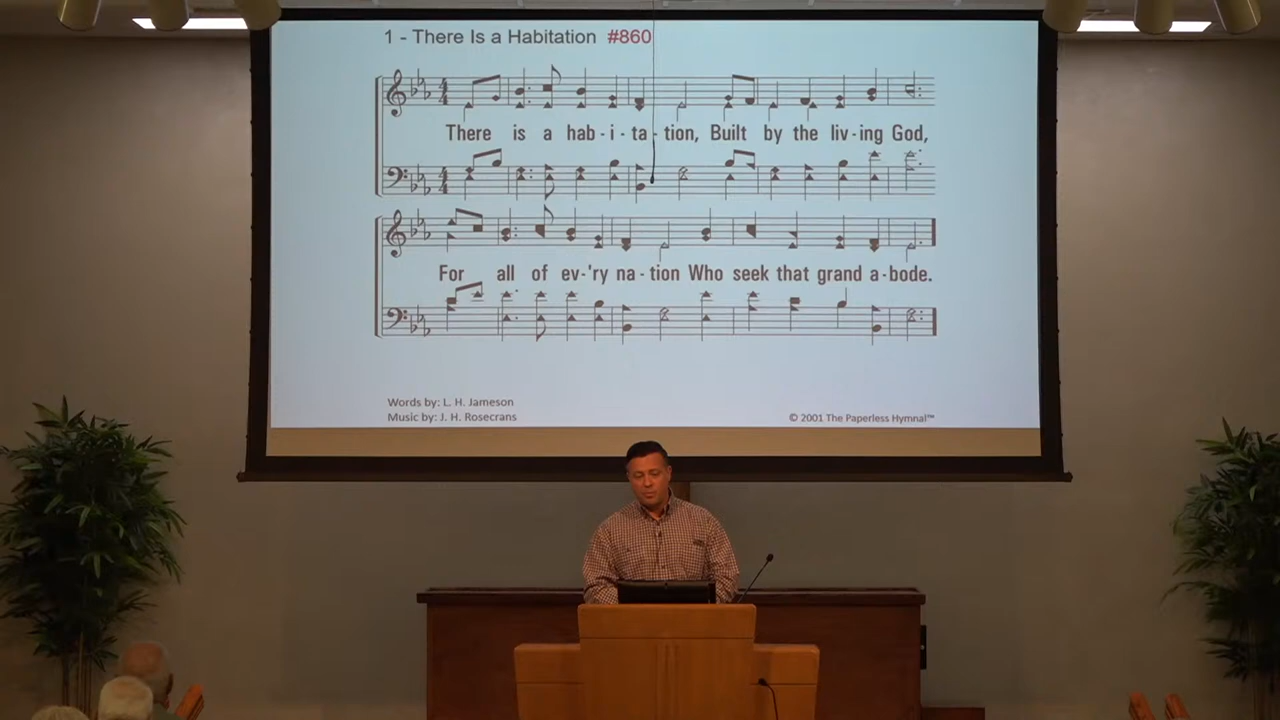 1 - There Is a Habitation #860
There is a hab - i - ta - tion, Built by the liv - ing God,
For all of ev - 'ry na - tion Who seek that grand a - bode.
Words by: L. H. Jameson
Music by: J. H. Rosecrans
© 2001 The Paperless Hymnal™